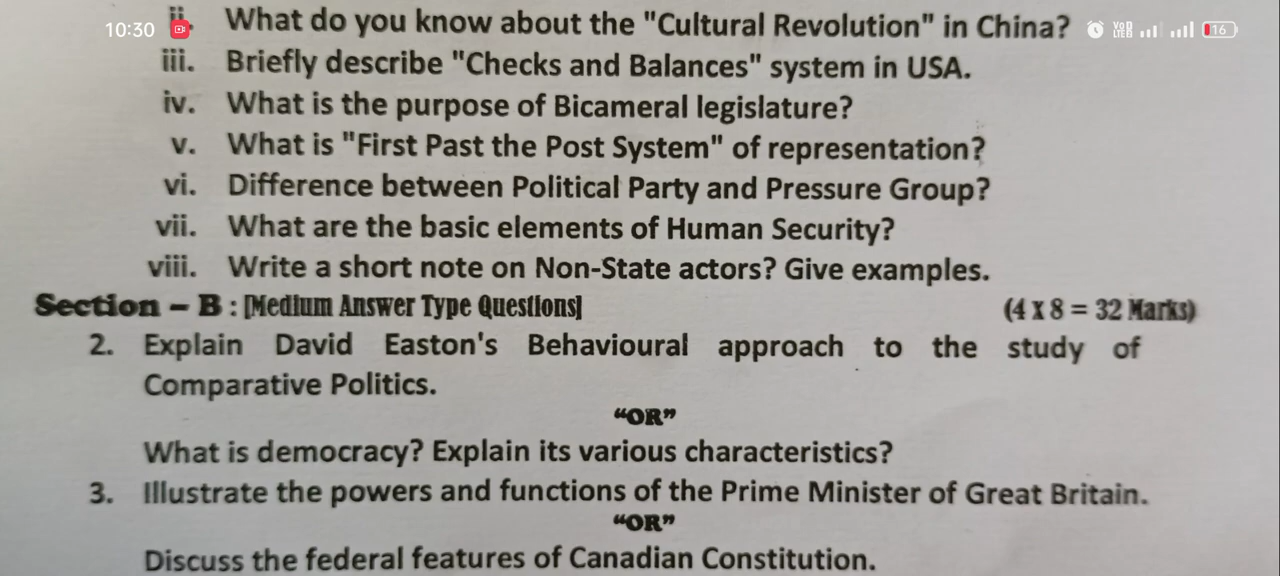 10:30
ii. What do you know about the "Cultural Revolution" in China?
16
iii. Briefly describe "Checks and Balances" system in USA.
iv. What is the purpose of Bicameral legislature?
v. What is "First Past the Post System" of representation?
vi. Difference between Political Party and Pressure Group?
vii. What are the basic elements of Human Security?
viii. Write a short note on Non-State actors? Give examples.
Section – B : [Medium Answer Type Questions] (4 x 8 = 32 Marks)
2. Explain David Easton's Behavioural approach to the study of
Comparative Politics.
“OR”
What is democracy? Explain its various characteristics?
3. Illustrate the powers and functions of the Prime Minister of Great Britain.
“OR”
Discuss the federal features of Canadian Constitution.